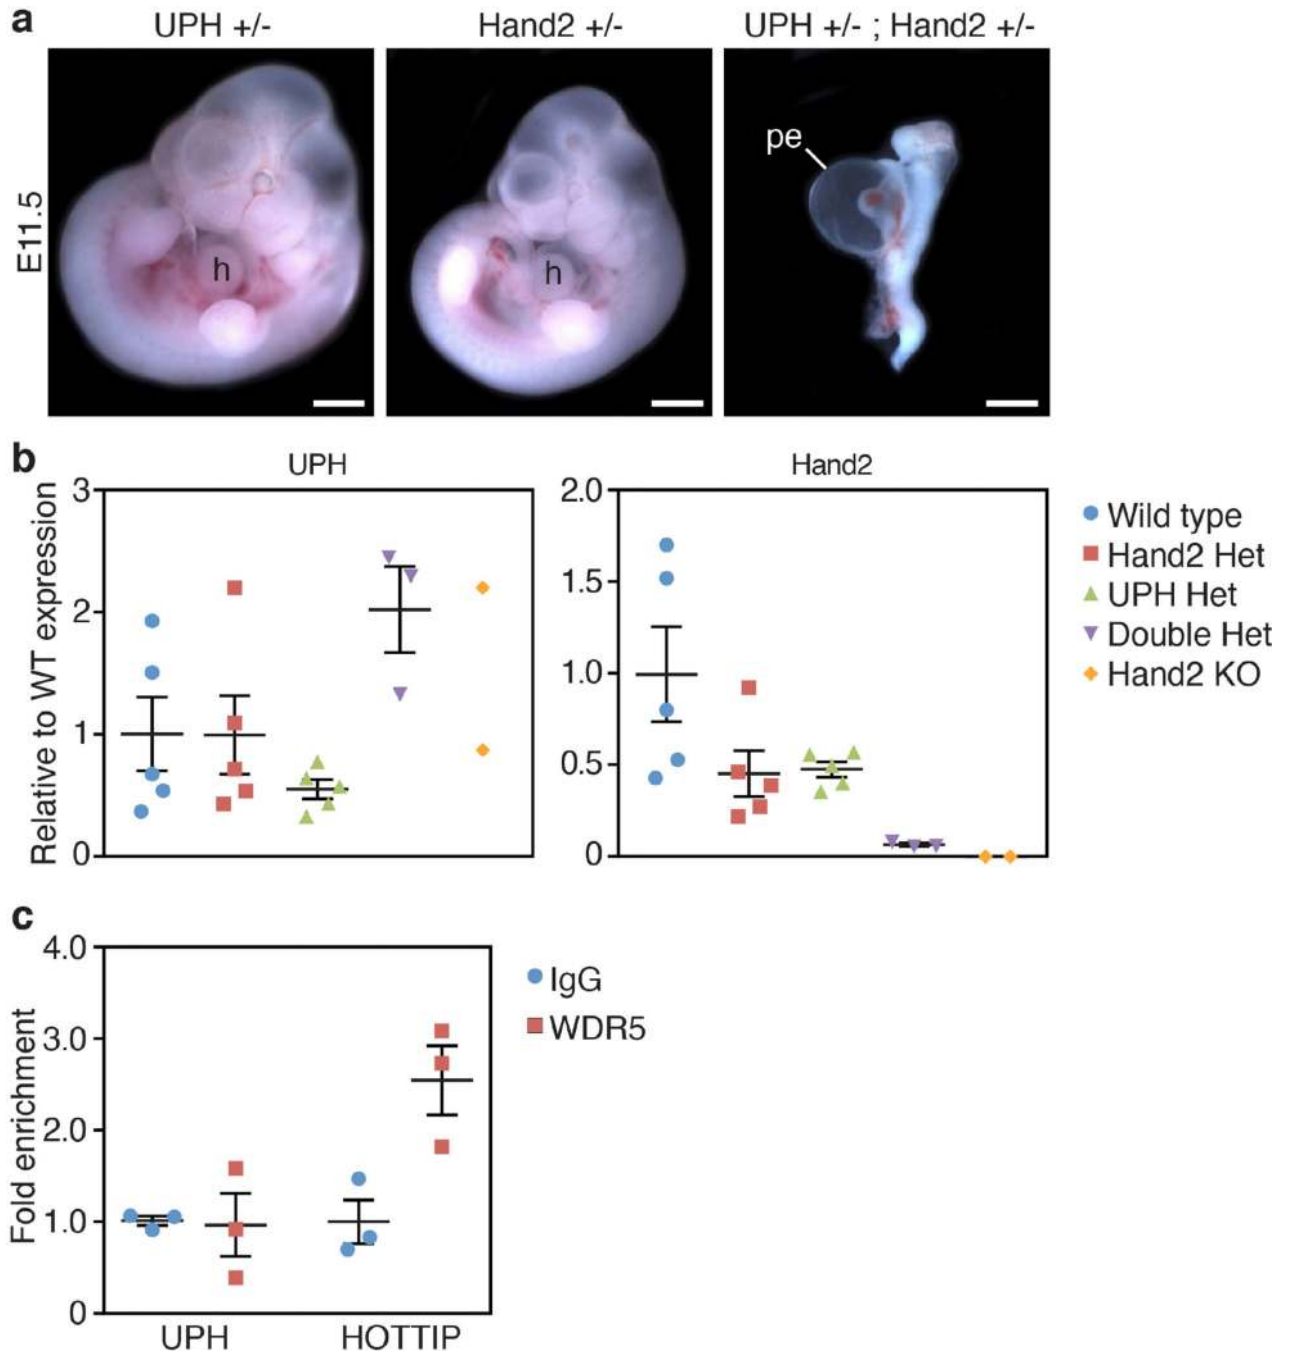 a
UPH +/-
Hand2 +/-
UPH +/- ; Hand2 +/-
E11.5
h
h
pe
b
UPH
Hand2
Relative to WT expression
3
2
1
0
2.0
1.5
1.0
0.5
0
Wild type
Hand2 Het
UPH Het
Double Het
Hand2 KO
c
Fold enrichment
4.0
3.0
2.0
1.0
0
UPH
HOTTIP
IgG
WDR5